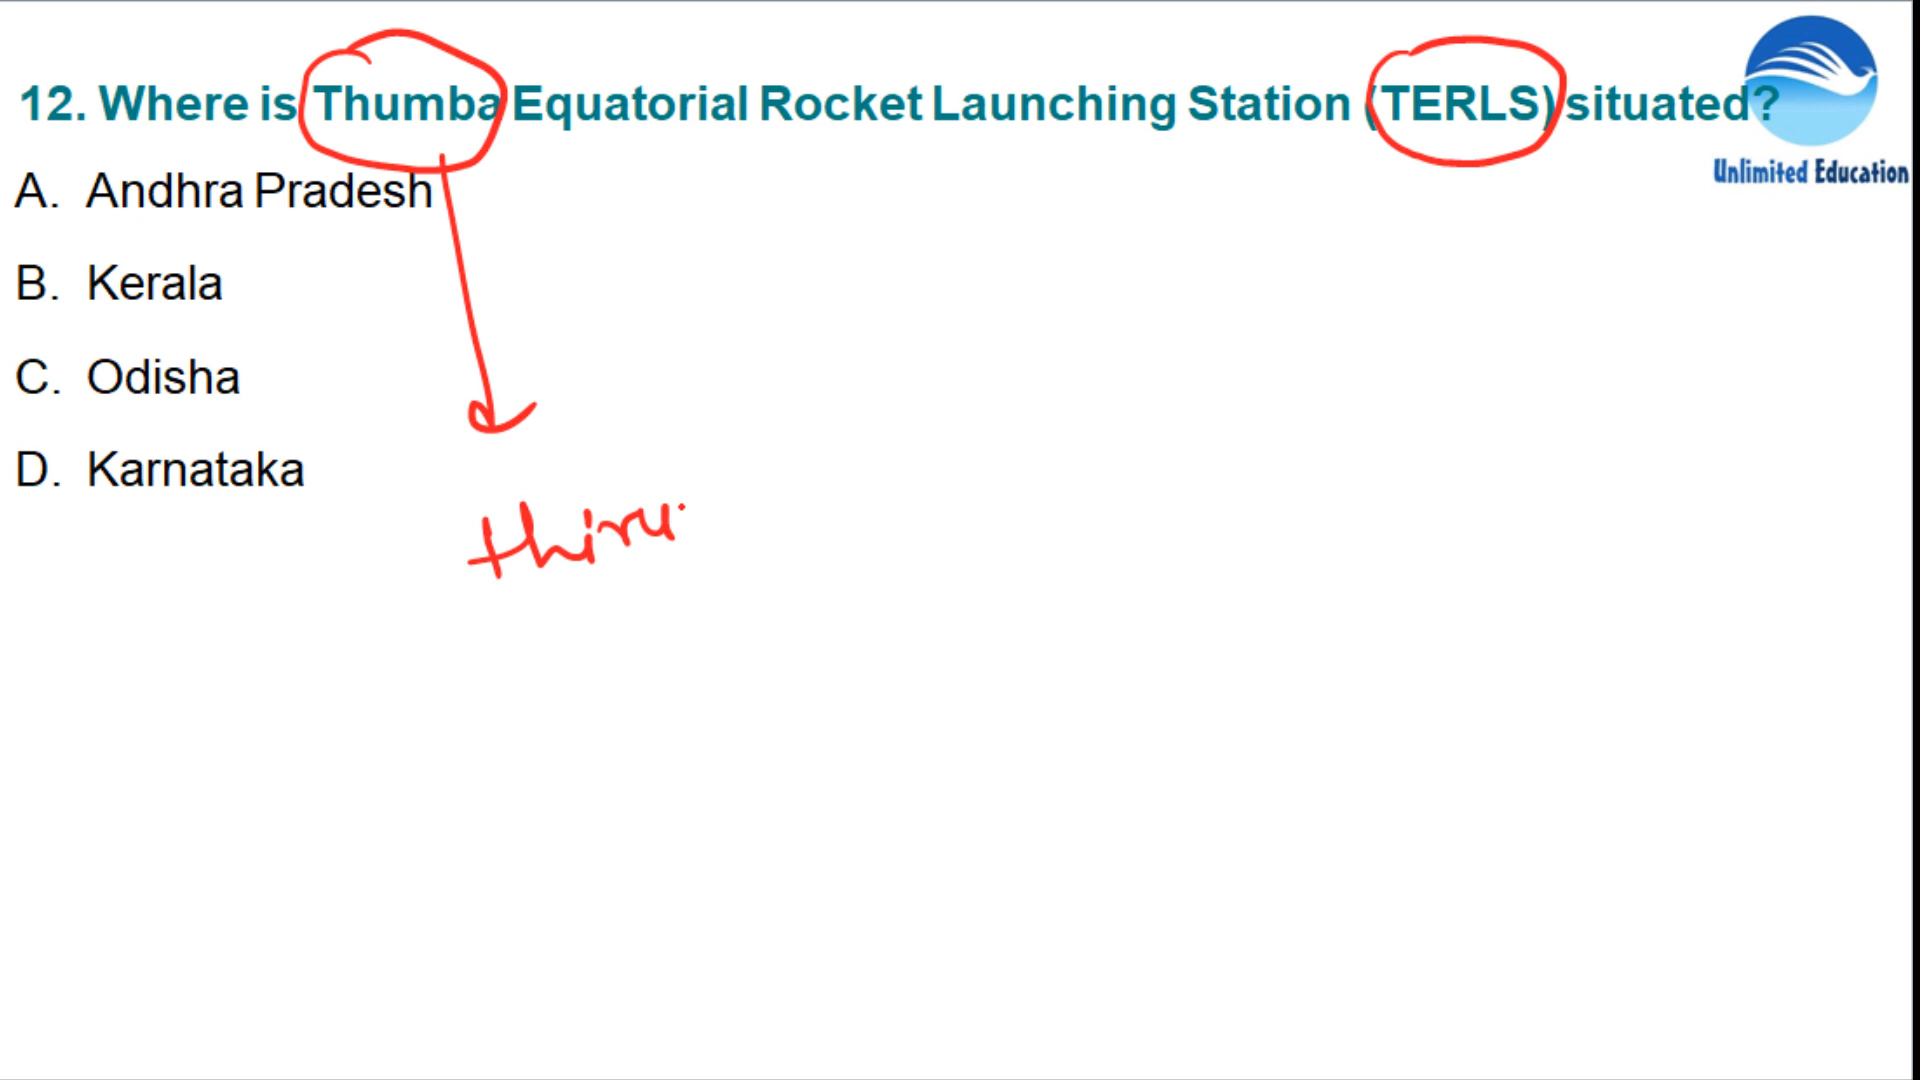 12. Where is Thumba Equatorial Rocket Launching Station (TERLS) situated?
Unlimited Education
A. Andhra Pradesh
B. Kerala
C. Odisha
D. Karnataka
thiru